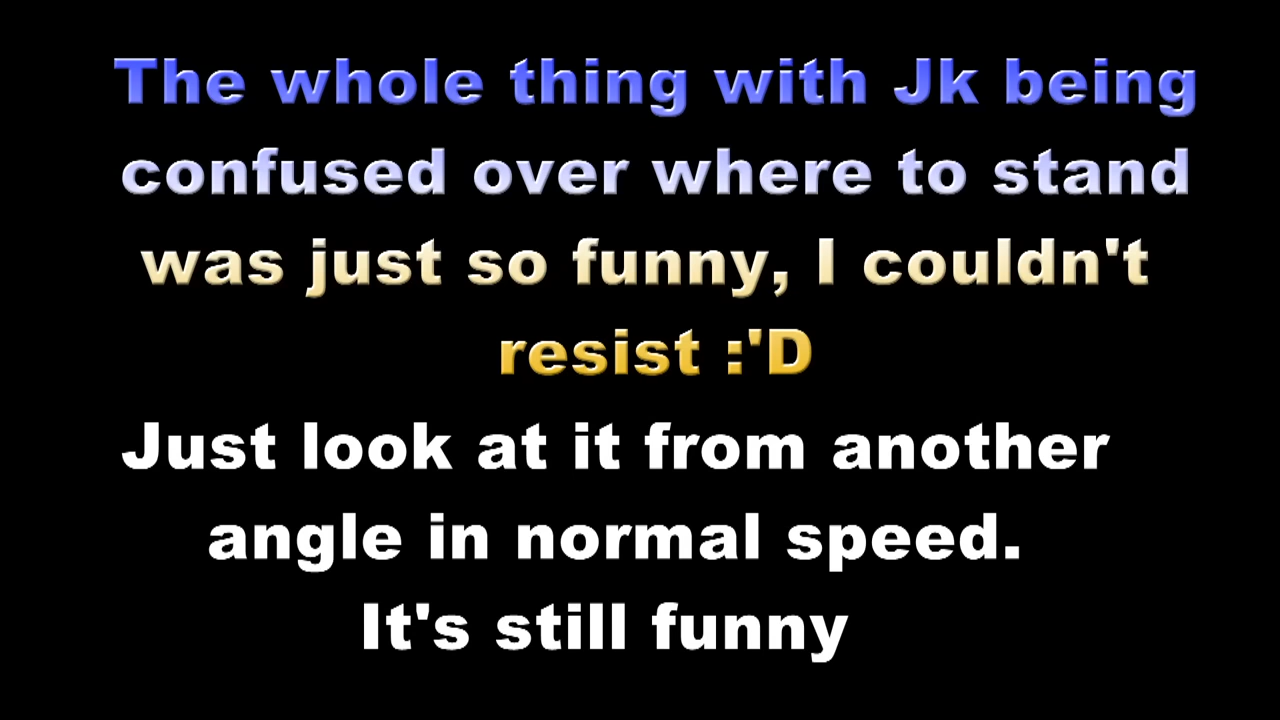 The whole thing with Jk being
confused over where to stand
was just so funny, I couldn't
resist :'D
Just look at it from another
angle in normal speed.
It's still funny